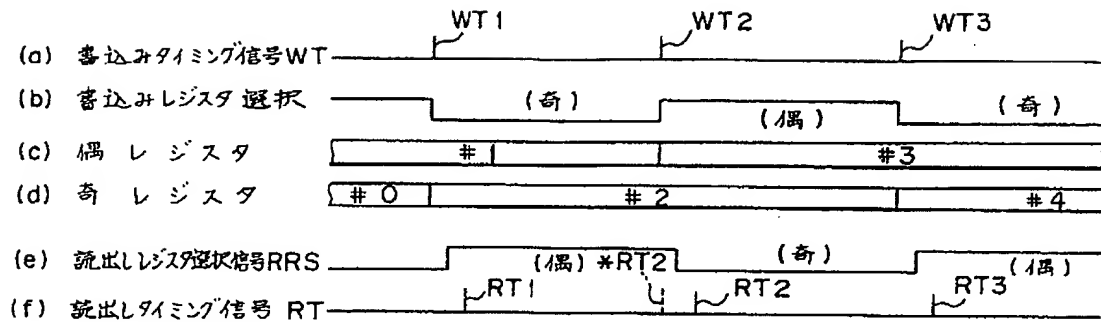 WT1 WT2 WT3
(a) 書込みタイミング信号WT
(b) 書込みレジスタ選択 (奇) (偶) (奇)
(c) 偶レジスタ #1 #3
(d) 奇レジスタ #0 #2 #4
(e) 読出しレジスタ選択信号RRS (偶) *RT2 (奇) (偶)
(f) 読出しタイミング信号 RT RT1 RT2 RT3